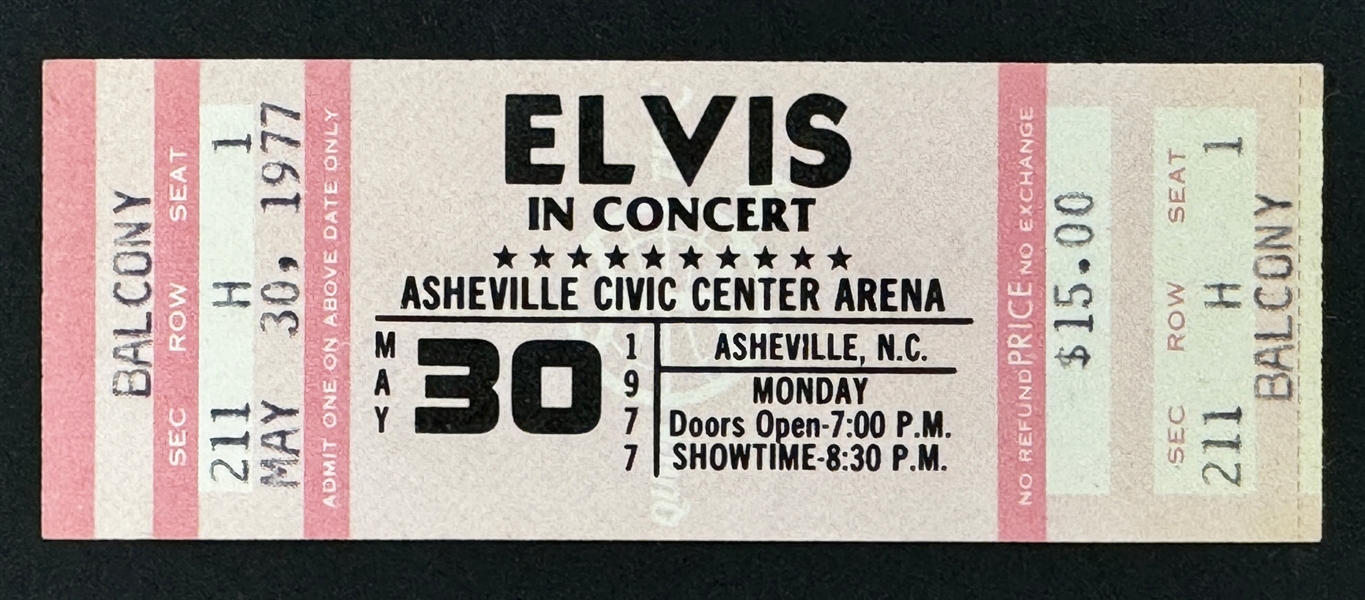 BALCONY
SEC ROW SEAT
211 H 1
MAY 30, 1977
ADMIT ONE ON ABOVE DATE ONLY
ELVIS
IN CONCERT
★★★★★★★★★★
ASHEVILLE CIVIC CENTER ARENA
MAY
30
1977
ASHEVILLE, N.C.
MONDAY
Doors Open-7:00 P.M.
SHOWTIME-8:30 P.M.
NO REFUND PRICE NO EXCHANGE
$15.00
SEC ROW SEAT
211 H 1
BALCONY